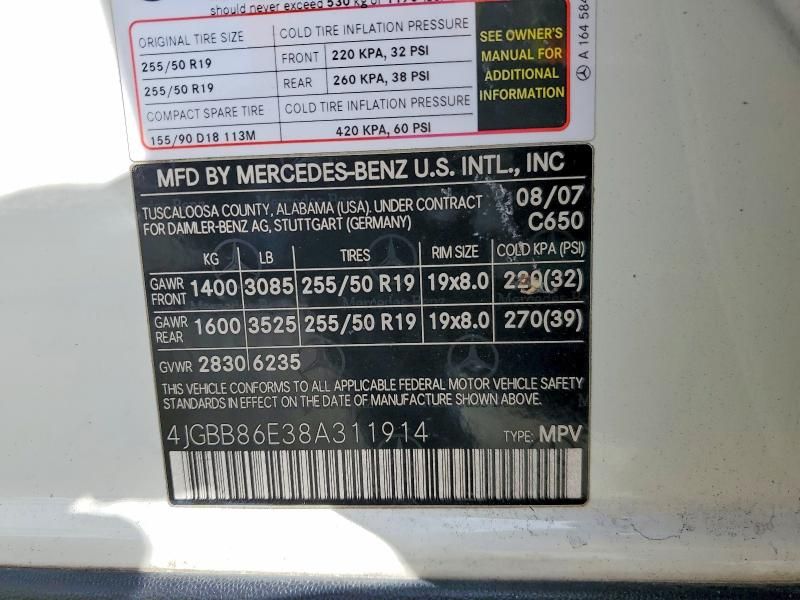 should never exceed 530 kg or
ORIGINAL TIRE SIZE COLD TIRE INFLATION PRESSURE
255/50 R19 FRONT 220 KPA, 32 PSI
255/50 R19 REAR 260 KPA, 38 PSI
COMPACT SPARE TIRE COLD TIRE INFLATION PRESSURE
155/90 D18 113M 420 KPA, 60 PSI
SEE OWNER'S
MANUAL FOR
ADDITIONAL
INFORMATION
A 164 584
MFD BY MERCEDES-BENZ U.S. INTL., INC
TUSCALOOSA COUNTY, ALABAMA (USA), UNDER CONTRACT 08/07
FOR DAIMLER-BENZ AG, STUTTGART (GERMANY) C650
KG LB TIRES RIM SIZE COLD KPA (PSI)
GAWR FRONT 1400 3085 255/50 R19 19x8.0 220(32)
GAWR REAR 1600 3525 255/50 R19 19x8.0 270(39)
GVWR 2830 6235
THIS VEHICLE CONFORMS TO ALL APPLICABLE FEDERAL MOTOR VEHICLE SAFETY
STANDARDS IN EFFECT ON THE DATE OF MANUFACTURE SHOWN ABOVE.
4JGBB86E38A311914 TYPE: MPV